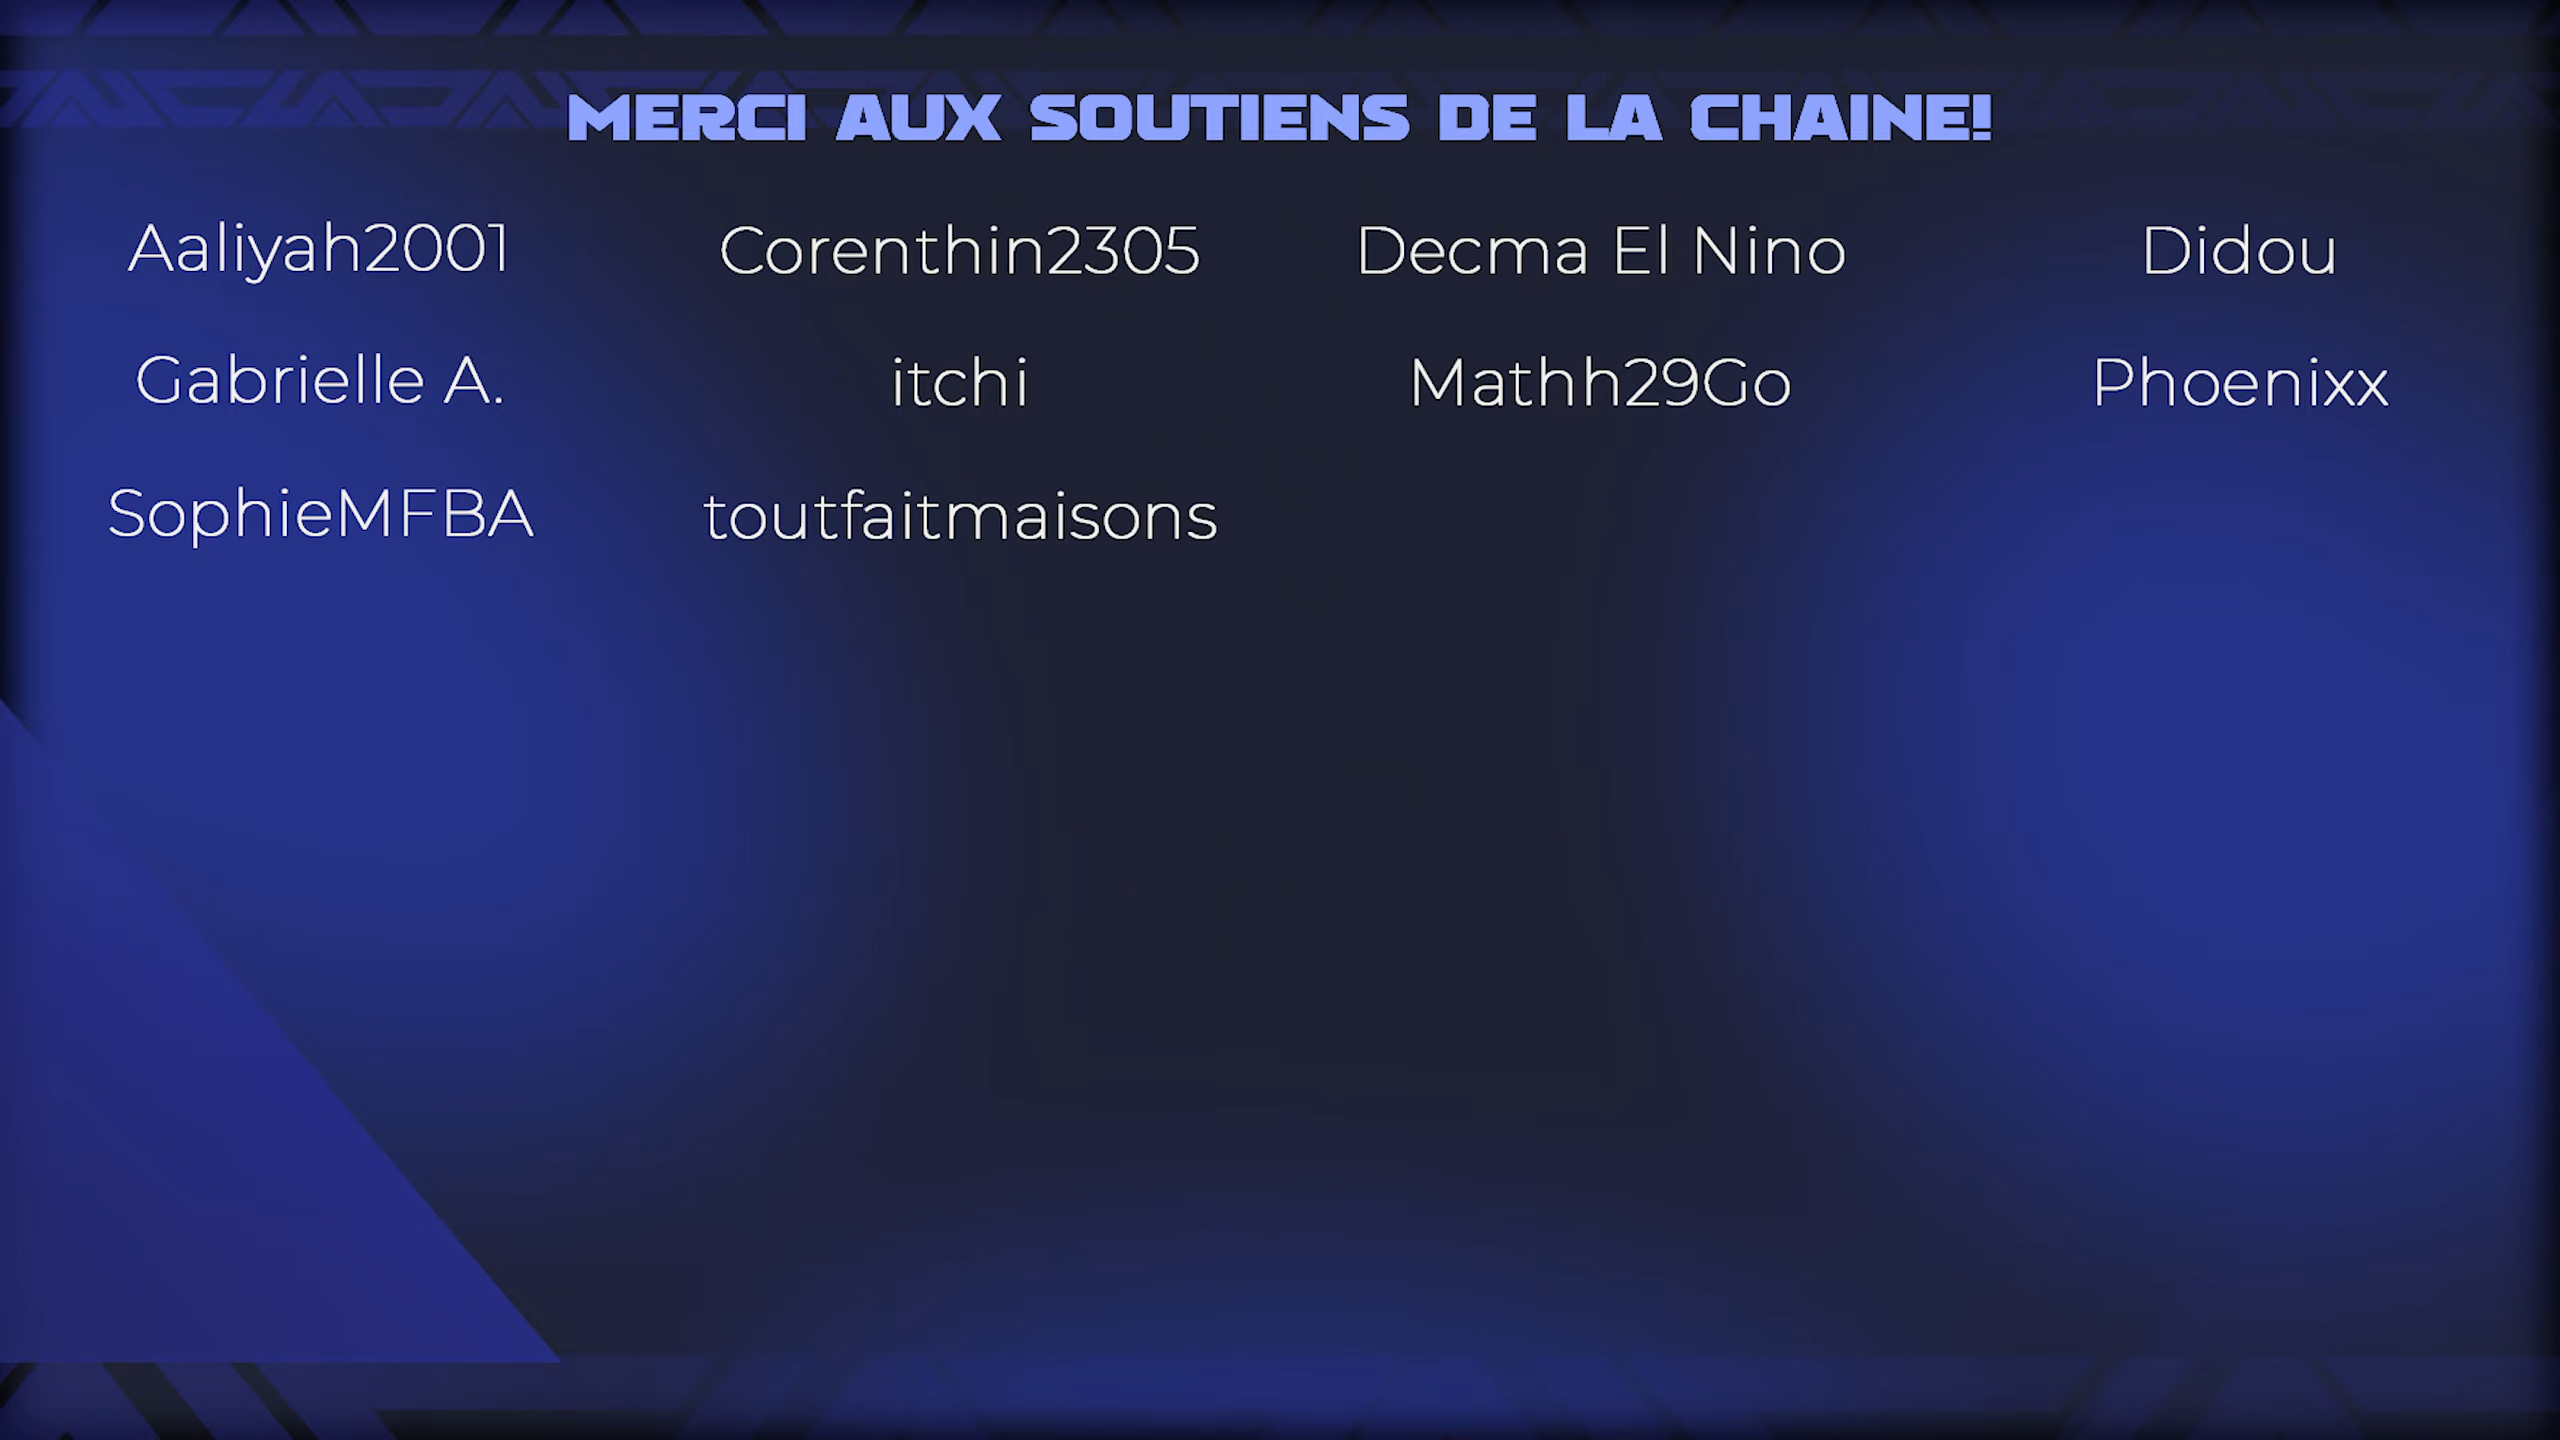 MERCI AUX SOUTIENS DE LA CHAINE!
Aaliyah2001 Corenthin2305 Decma El Nino Didou
Gabrielle A. itchi Mathh29Go Phoenixx
SophieMFBA toutfaitmaisons